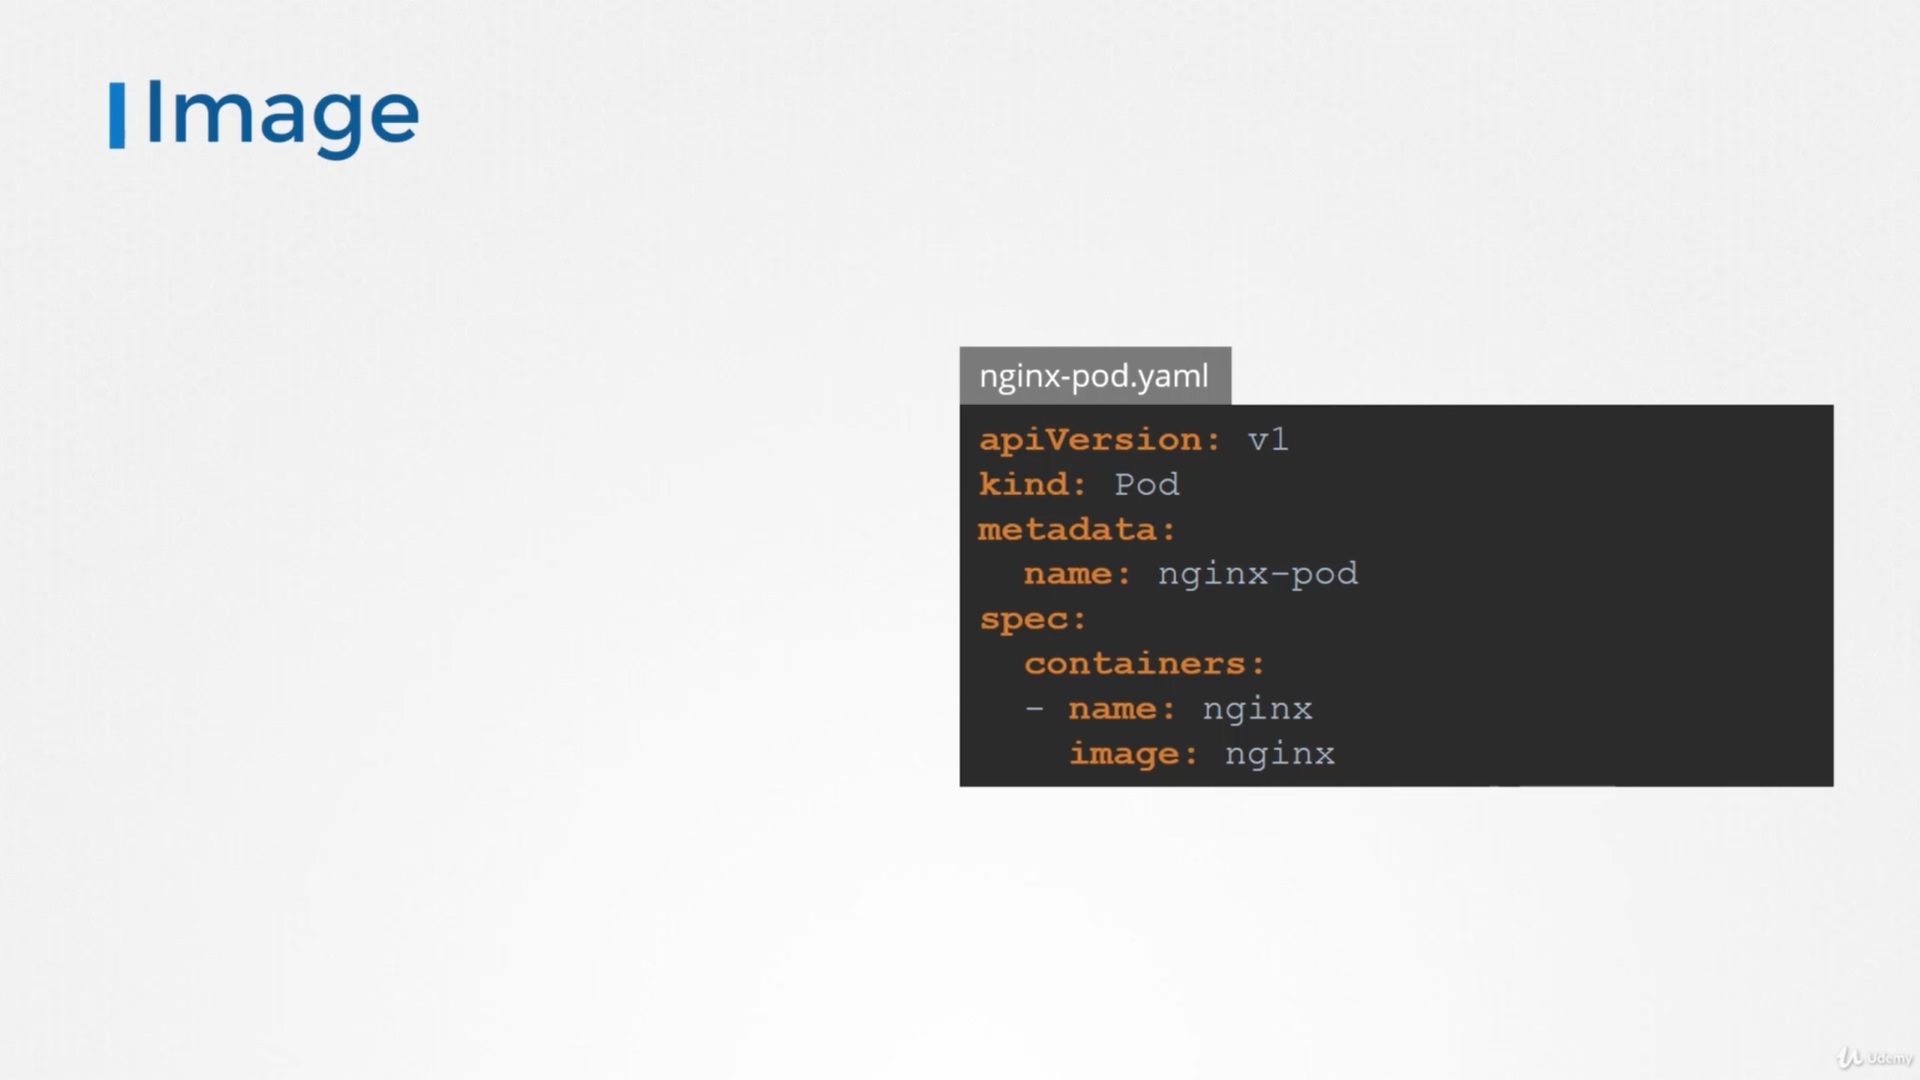 Image
nginx-pod.yaml
apiVersion: v1
kind: Pod
metadata:
  name: nginx-pod
spec:
  containers:
  - name: nginx
    image: nginx
Udemy